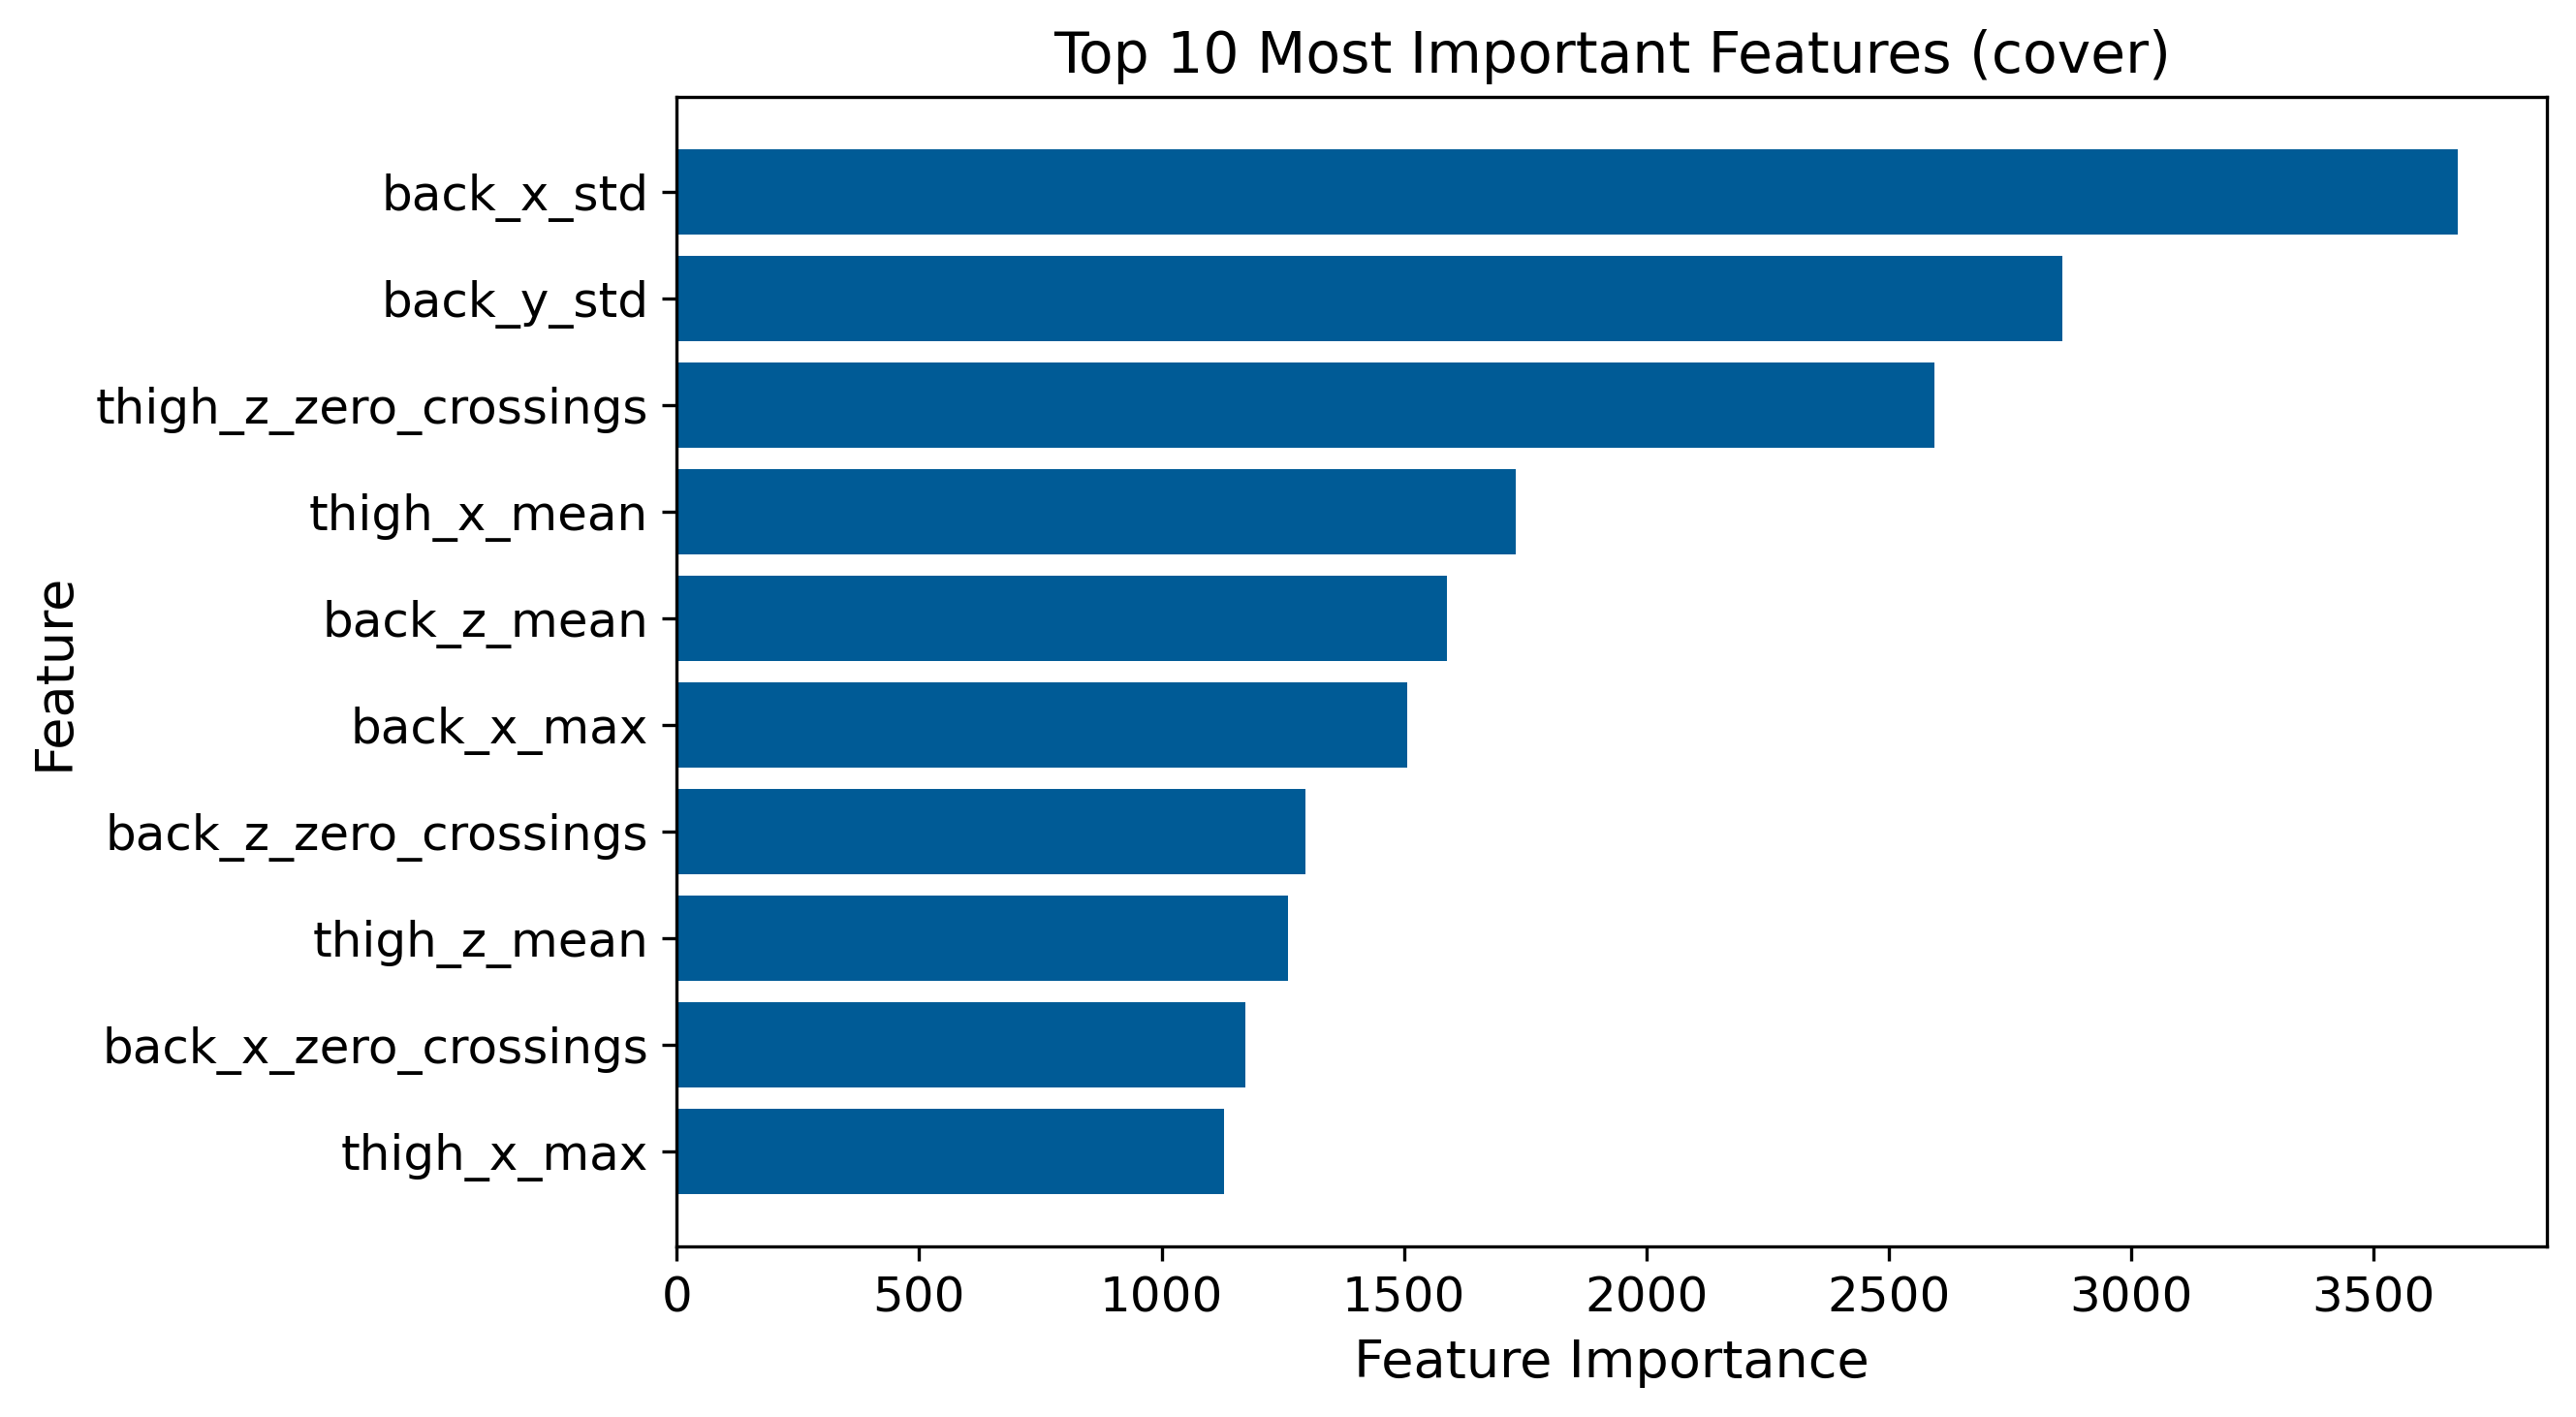 Top 10 Most Important Features (cover)
back_x_std
back_y_std
thigh_z_zero_crossings
thigh_x_mean
back_z_mean
back_x_max
back_z_zero_crossings
thigh_z_mean
back_x_zero_crossings
thigh_x_max
Feature
0 500 1000 1500 2000 2500 3000 3500
Feature Importance